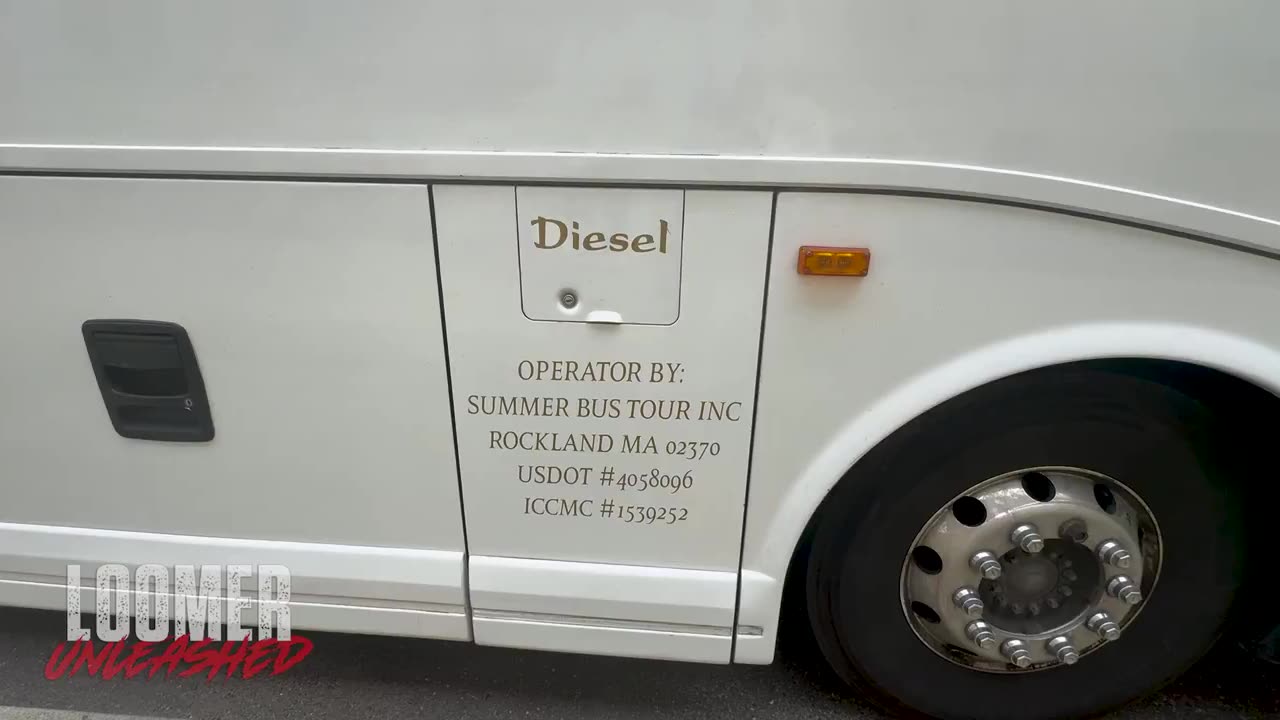 Diesel
OPERATOR BY:
SUMMER BUS TOUR INC
ROCKLAND MA 02370
USDOT #4058096
ICCMC #1539252
LOOMER
UNLEASHED